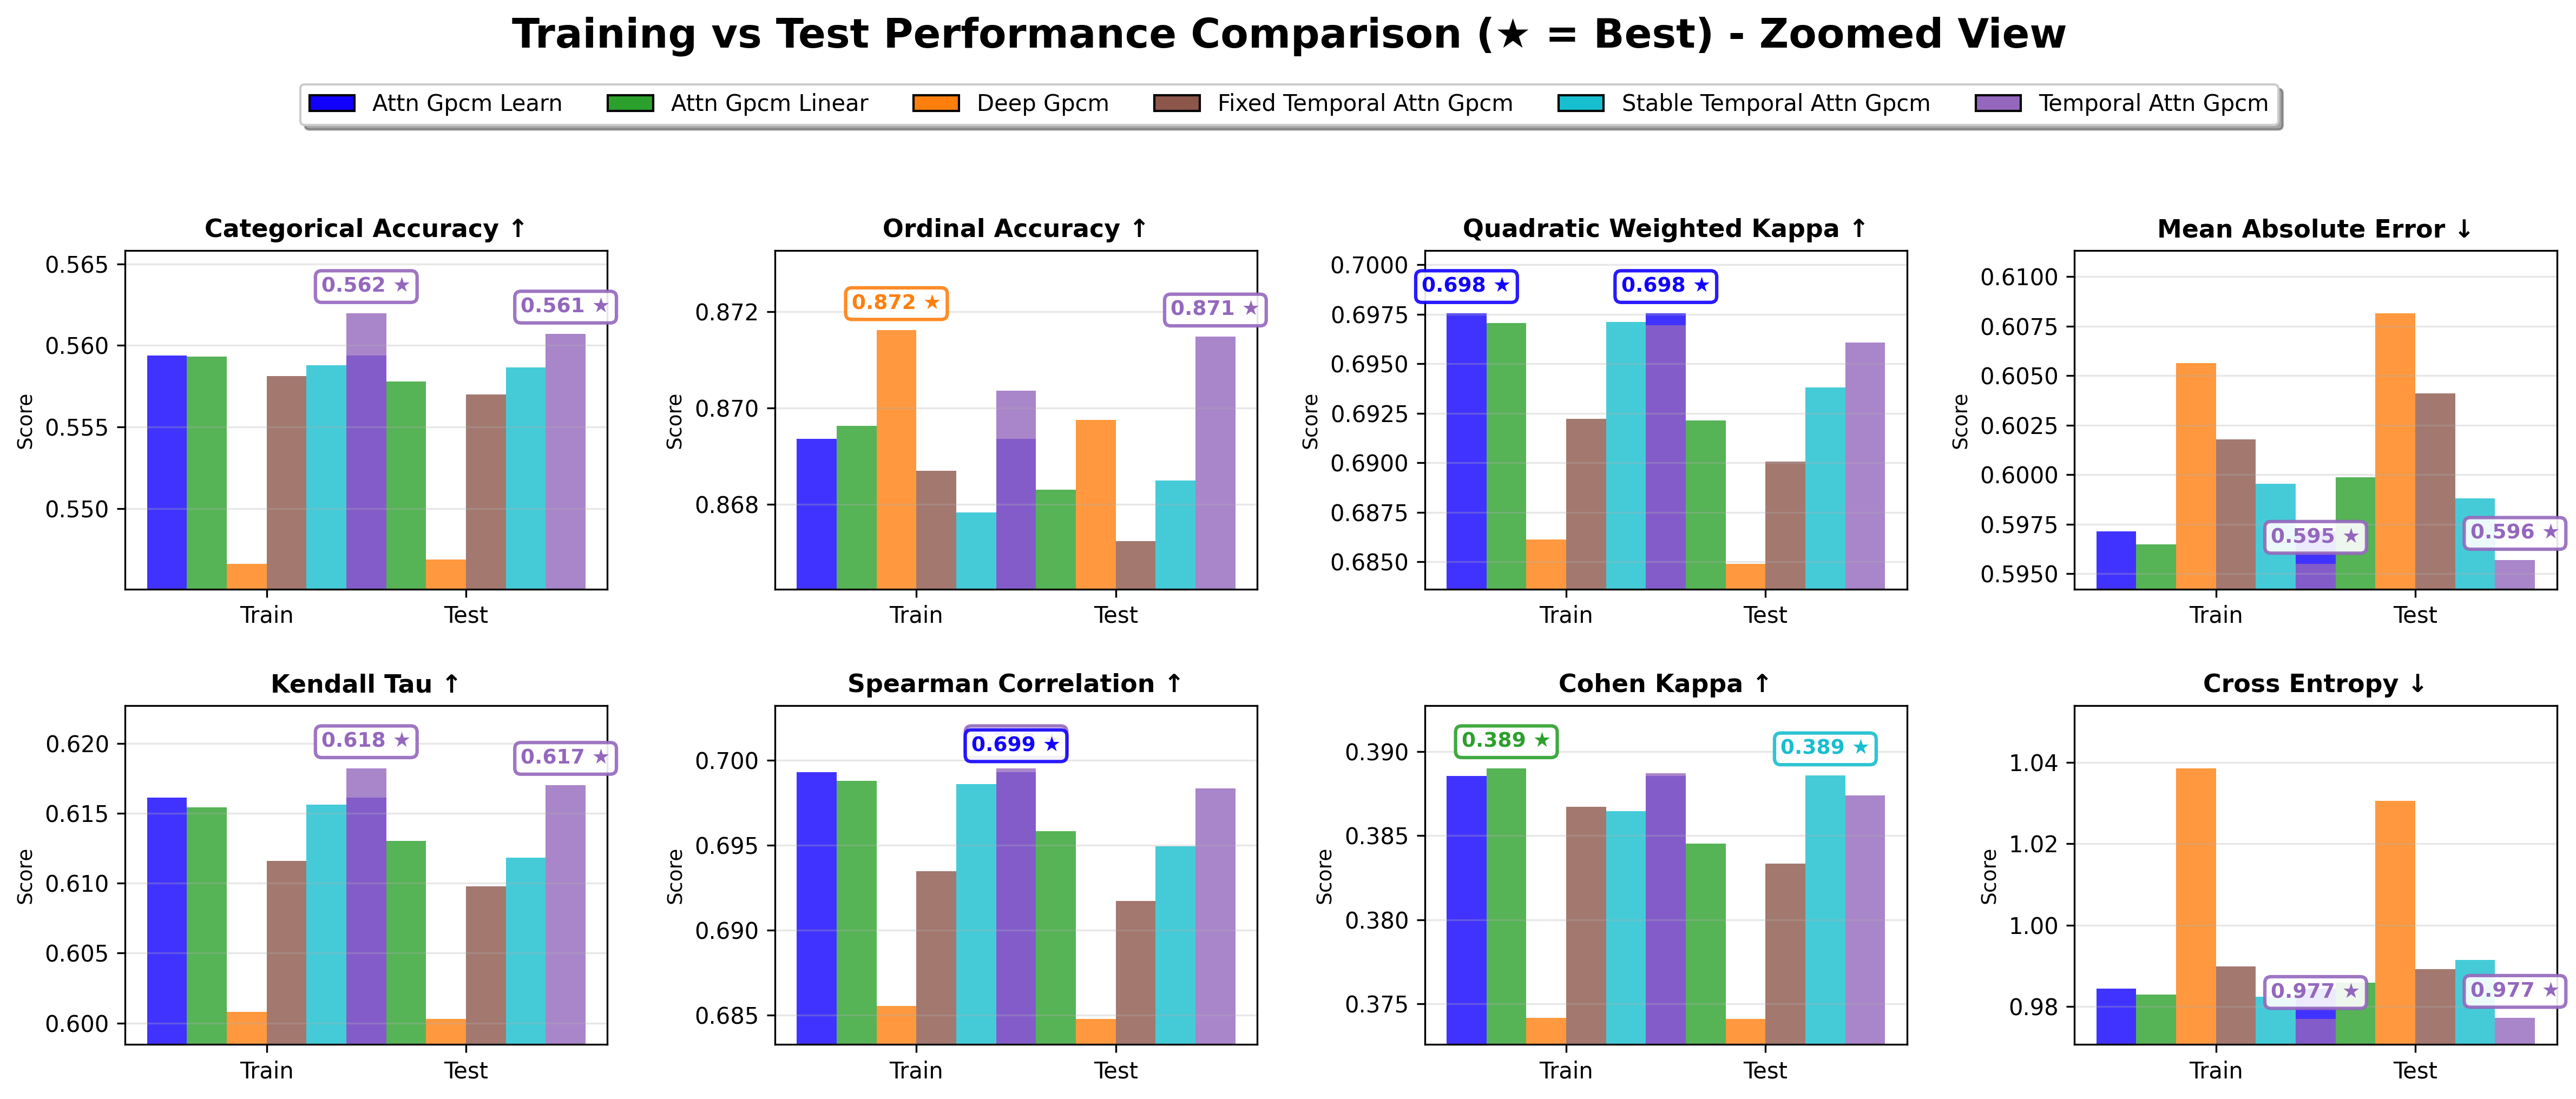 Training vs Test Performance Comparison (★ = Best) - Zoomed View
Attn Gpcm Learn Attn Gpcm Linear Deep Gpcm Fixed Temporal Attn Gpcm Stable Temporal Attn Gpcm Temporal Attn Gpcm
Categorical Accuracy ↑
Score
0.565
0.560
0.555
0.550
0.562 ★
0.561 ★
Train Test
Ordinal Accuracy ↑
Score
0.872
0.870
0.868
0.872 ★
0.871 ★
Train Test
Quadratic Weighted Kappa ↑
Score
0.7000
0.6975
0.6950
0.6925
0.6900
0.6875
0.6850
0.698 ★
0.698 ★
Train Test
Mean Absolute Error ↓
Score
0.6100
0.6075
0.6050
0.6025
0.6000
0.5975
0.5950
0.595 ★
0.596 ★
Train Test
Kendall Tau ↑
Score
0.620
0.615
0.610
0.605
0.600
0.618 ★
0.617 ★
Train Test
Spearman Correlation ↑
Score
0.700
0.695
0.690
0.685
0.699 ★
Train Test
Cohen Kappa ↑
Score
0.390
0.385
0.380
0.375
0.389 ★
0.389 ★
Train Test
Cross Entropy ↓
Score
1.04
1.02
1.00
0.98
0.977 ★
0.977 ★
Train Test